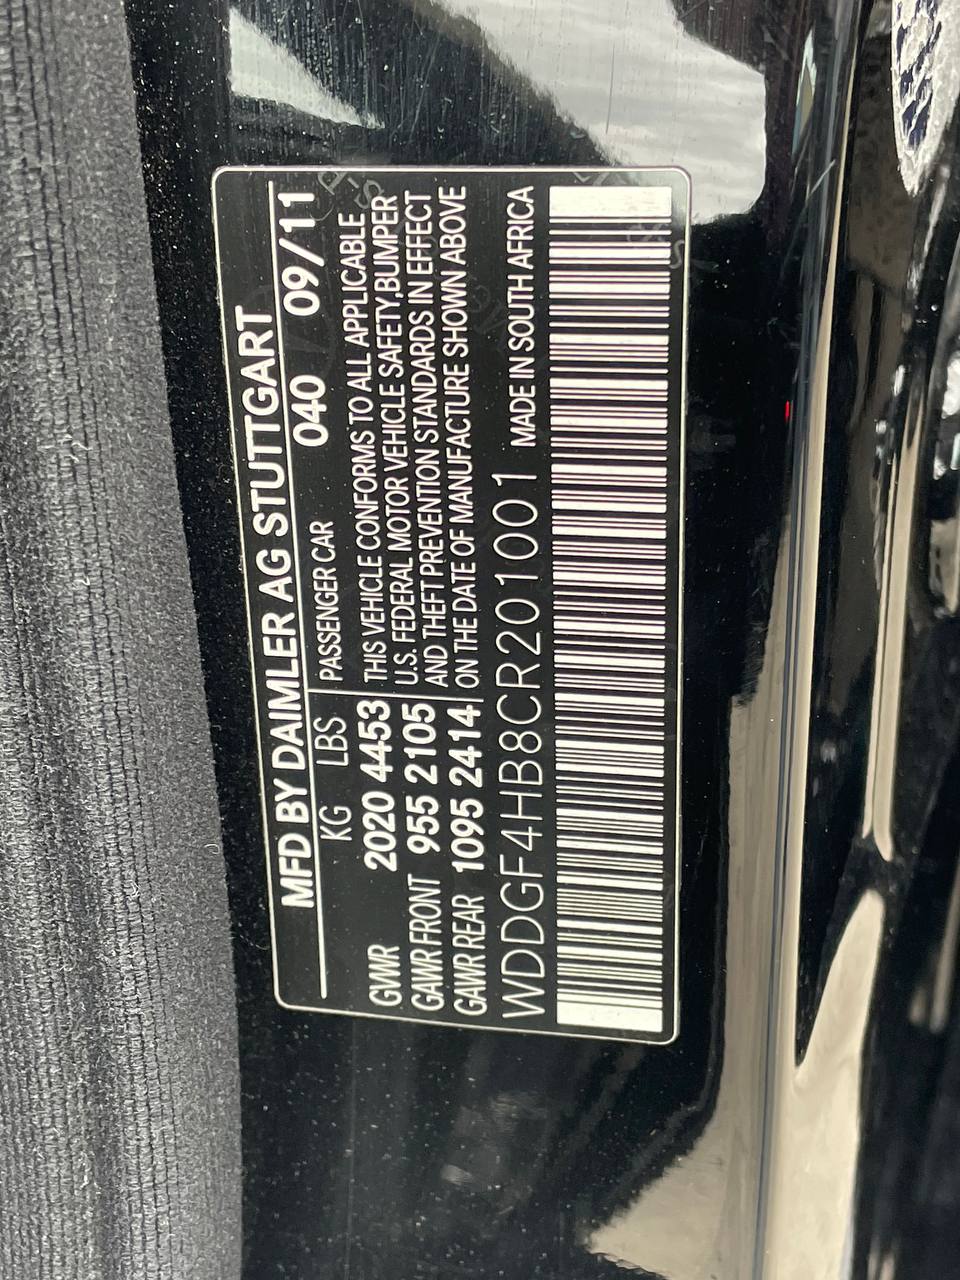 MFD BY DAIMLER AG STUTTGART
040 09/11
KG LBS PASSENGER CAR
GWR 2020 4453 THIS VEHICLE CONFORMS TO ALL APPLICABLE
U.S. FEDERAL MOTOR VEHICLE SAFETY,BUMPER
GAWR FRONT 955 2105 AND THEFT PREVENTION STANDARDS IN EFFECT
GAWR REAR 1095 2414 ON THE DATE OF MANUFACTURE SHOWN ABOVE
WDDGF4HB8CR201001 MADE IN SOUTH AFRICA